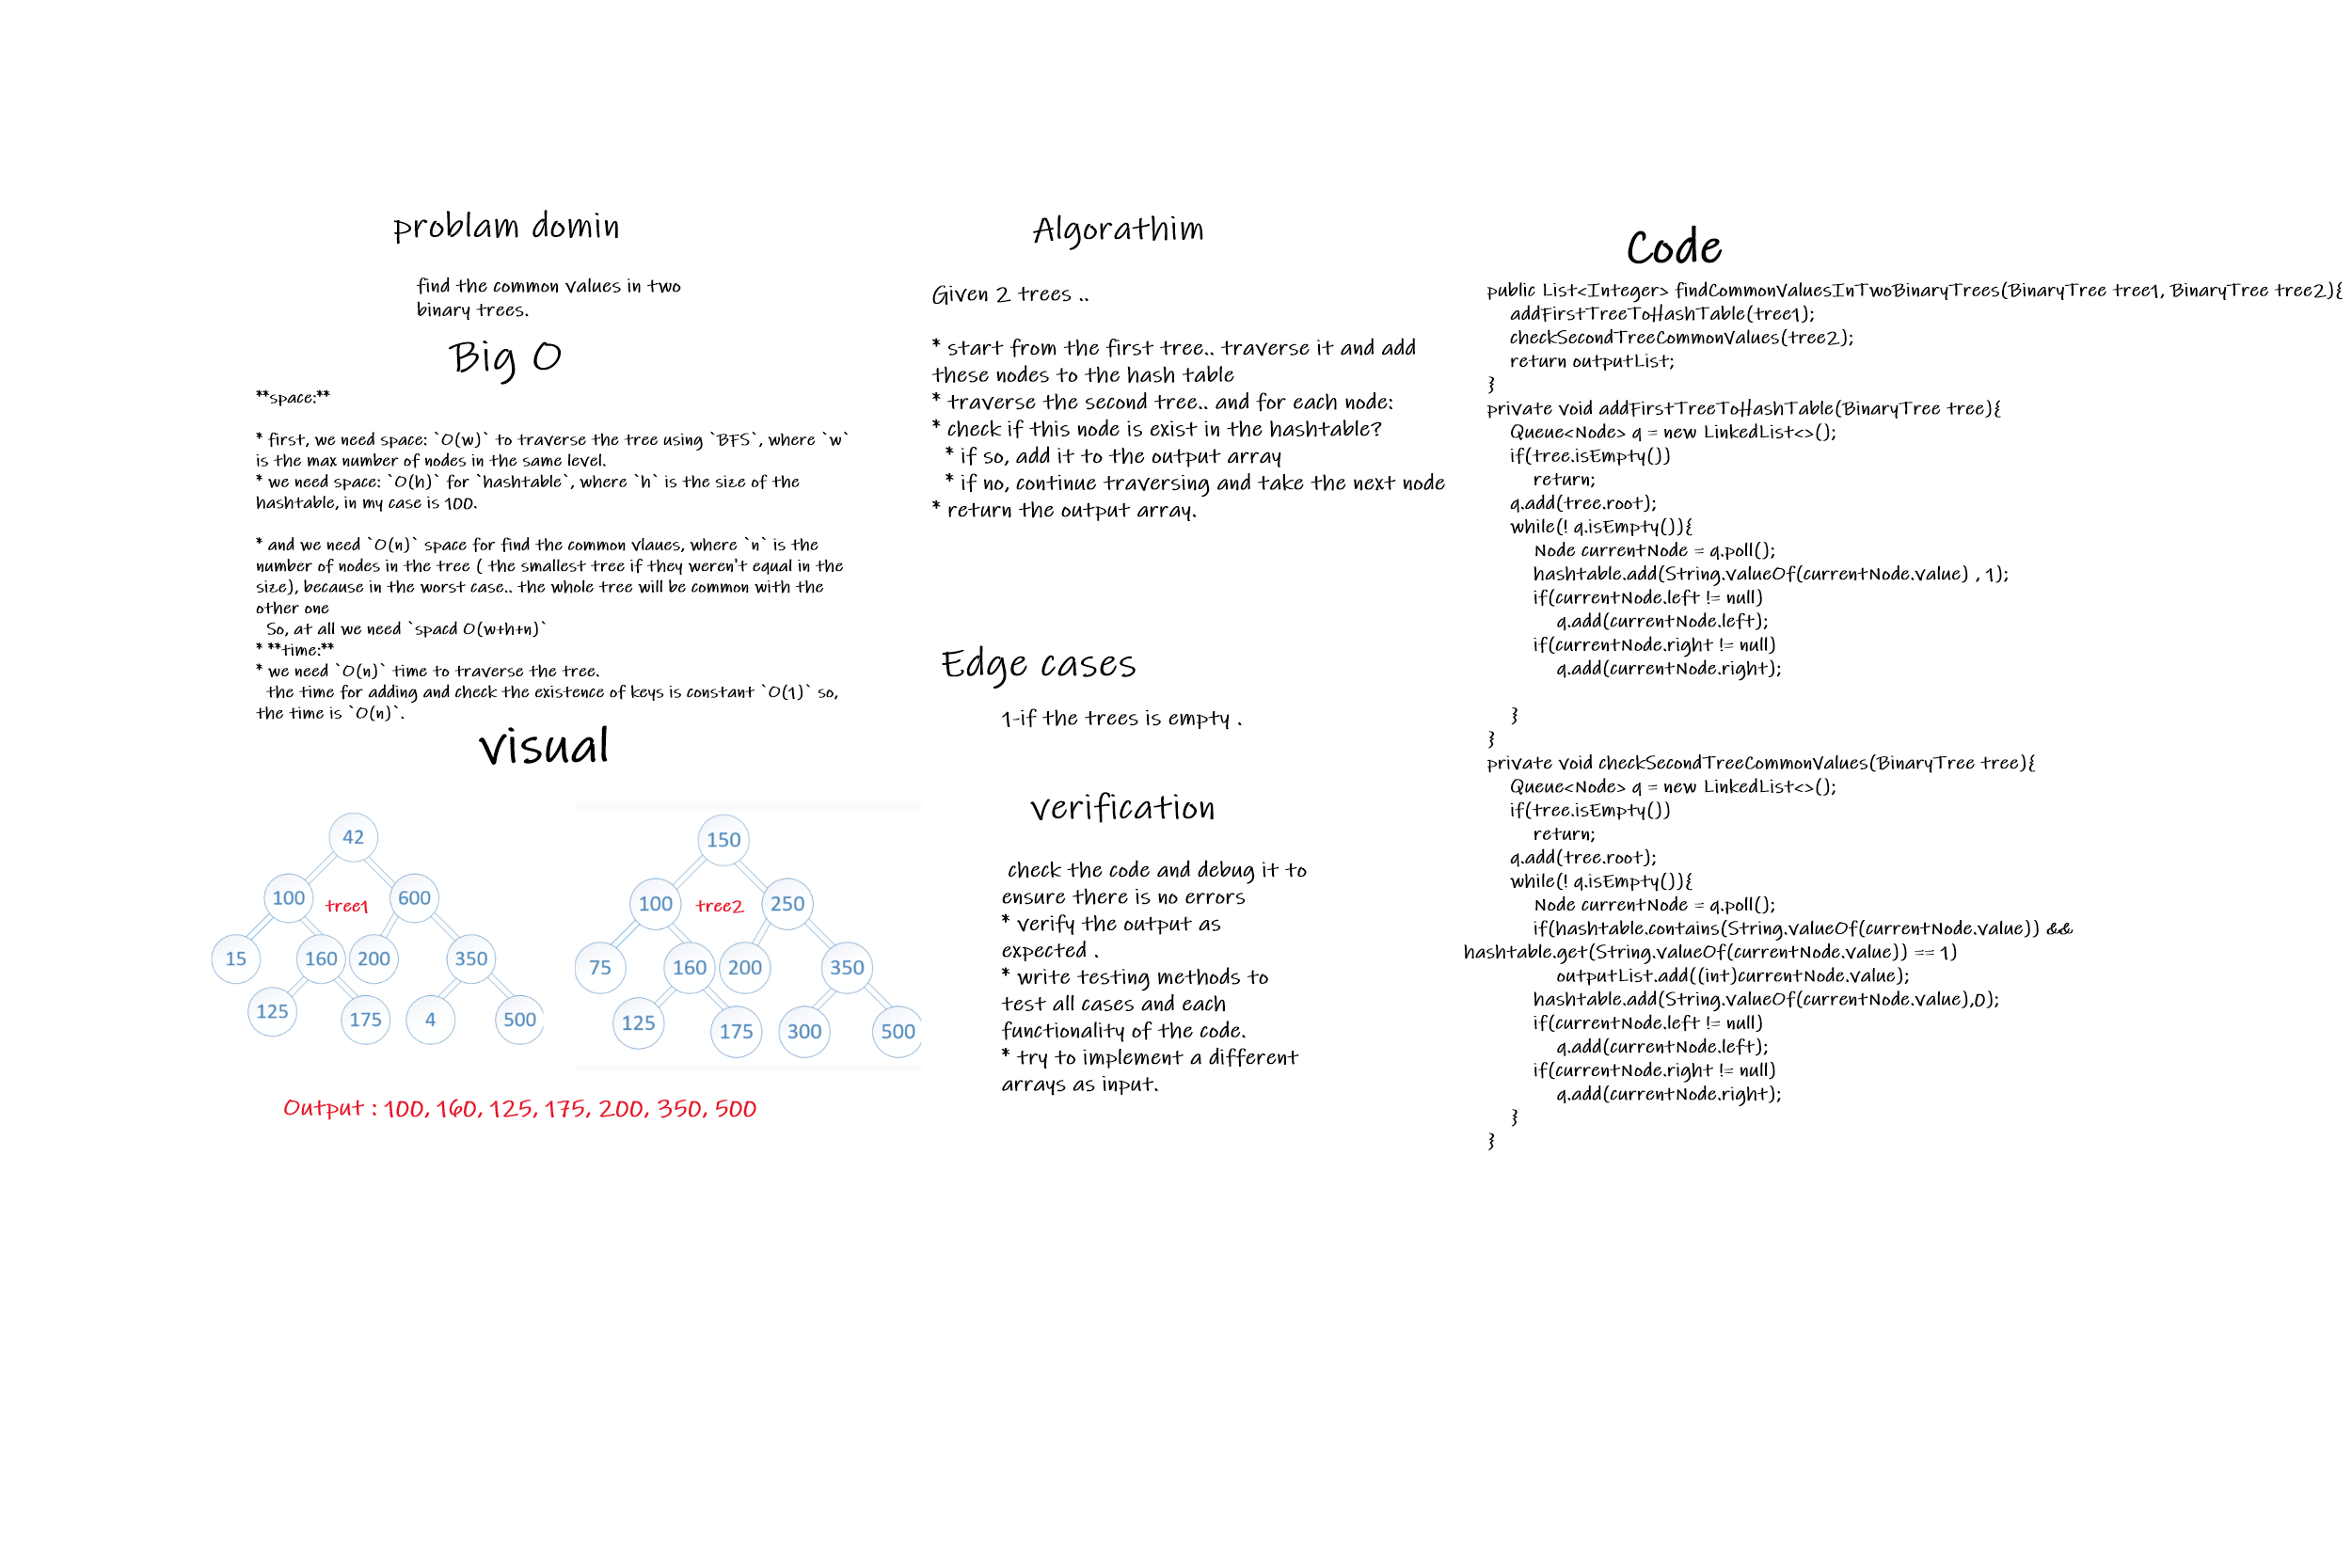 problam domin
find the common values in two
binary trees.
Big O
**space:**
* first, we need space: `O(w)` to traverse the tree using `BFS`, where `w`
is the max number of nodes in the same level.
* we need space: `O(h)` for `hashtable`, where `h` is the size of the
hashtable, in my case is 100.
* and we need `O(n)` space for find the common vlaues, where `n` is the
number of nodes in the tree ( the smallest tree if they weren't equal in the
size), because in the worst case.. the whole tree will be common with the
other one
So, at all we need `spacd O(w+h+n)`
* **time:**
* we need `O(n)` time to traverse the tree.
the time for adding and check the existence of keys is constant `O(1)` so,
the time is `O(n)`.
visual
42
100 tree1 600
15 160 200 350
125 175 4 500
150
100 tree2 250
75 160 200 350
125 175 300 500
Output : 100, 160, 125, 175, 200, 350, 500
Algorathim
Given 2 trees ..
* start from the first tree.. traverse it and add
these nodes to the hash table
* traverse the second tree.. and for each node:
* check if this node is exist in the hashtable?
* if so, add it to the output array
* if no, continue traversing and take the next node
* return the output array.
Edge cases
1-if the trees is empty .
verification
check the code and debug it to
ensure there is no errors
* verify the output as
expected .
* write testing methods to
test all cases and each
functionality of the code.
* try to implement a different
arrays as input.
Code
public List<Integer> findCommonValuesInTwoBinaryTrees(BinaryTree tree1, BinaryTree tree2){
addFirstTreeToHashTable(tree1);
checkSecondTreeCommonValues(tree2);
return outputList;
}
private void addFirstTreeToHashTable(BinaryTree tree){
Queue<Node> q = new LinkedList<>();
if(tree.isEmpty())
return;
q.add(tree.root);
while(! q.isEmpty()){
Node currentNode = q.poll();
hashtable.add(String.valueOf(currentNode.value) , 1);
if(currentNode.left != null)
q.add(currentNode.left);
if(currentNode.right != null)
q.add(currentNode.right);
}
}
private void checkSecondTreeCommonValues(BinaryTree tree){
Queue<Node> q = new LinkedList<>();
if(tree.isEmpty())
return;
q.add(tree.root);
while(! q.isEmpty()){
Node currentNode = q.poll();
if(hashtable.contains(String.valueOf(currentNode.value)) &&
hashtable.get(String.valueOf(currentNode.value)) == 1)
outputList.add((int)currentNode.value);
hashtable.add(String.valueOf(currentNode.value),0);
if(currentNode.left != null)
q.add(currentNode.left);
if(currentNode.right != null)
q.add(currentNode.right);
}
}